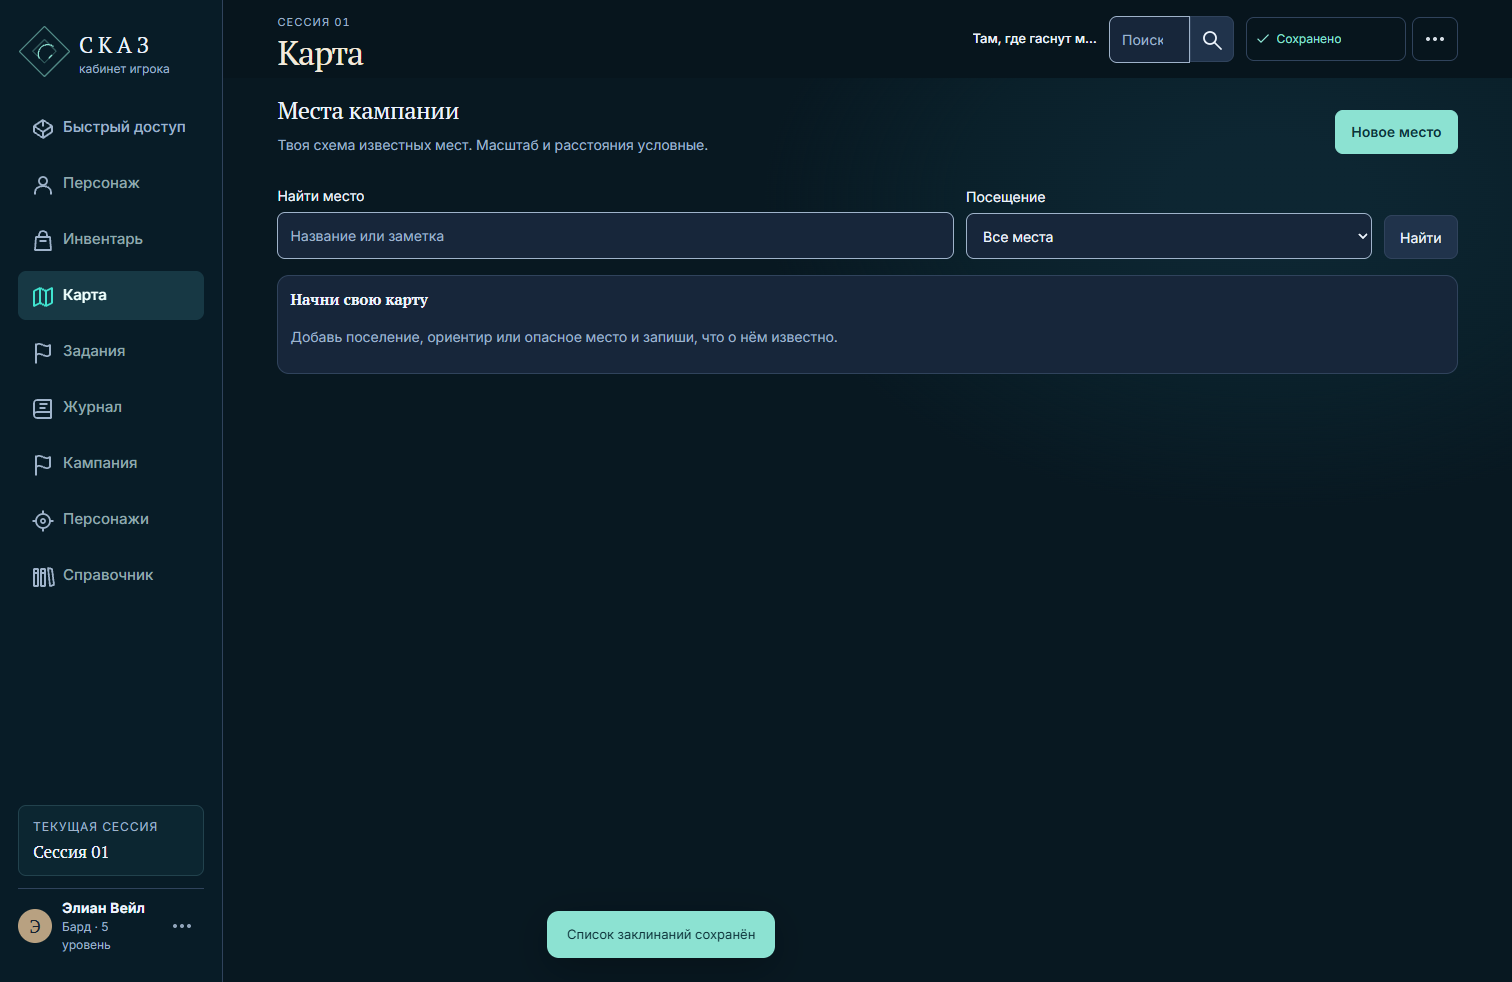 СКАЗ
кабинет игрока
Быстрый доступ
Персонаж
Инвентарь
Карта
Задания
Журнал
Кампания
Персонажи
Справочник
ТЕКУЩАЯ СЕССИЯ
Сессия 01
Э
Элиан Вейл
Бард · 5
уровень
СЕССИЯ 01
Карта
Там, где гаснут м...
Поиск
Сохранено
Места кампании
Твоя схема известных мест. Масштаб и расстояния условные.
Новое место
Найти место
Название или заметка
Посещение
Все места
Найти
Начни свою карту
Добавь поселение, ориентир или опасное место и запиши, что о нём известно.
Список заклинаний сохранён